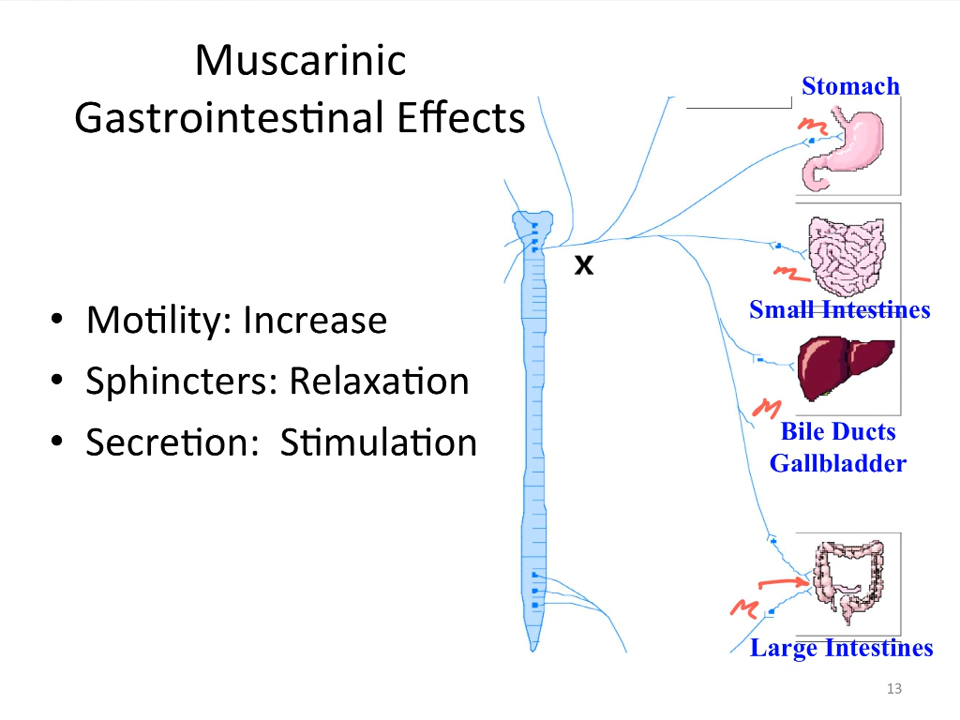 Muscarinic
Gastrointestinal Effects
• Motility: Increase
• Sphincters: Relaxation
• Secretion: Stimulation
Stomach
m
X
m
Small Intestines
M
Bile Ducts
Gallbladder
M
Large Intestines
13